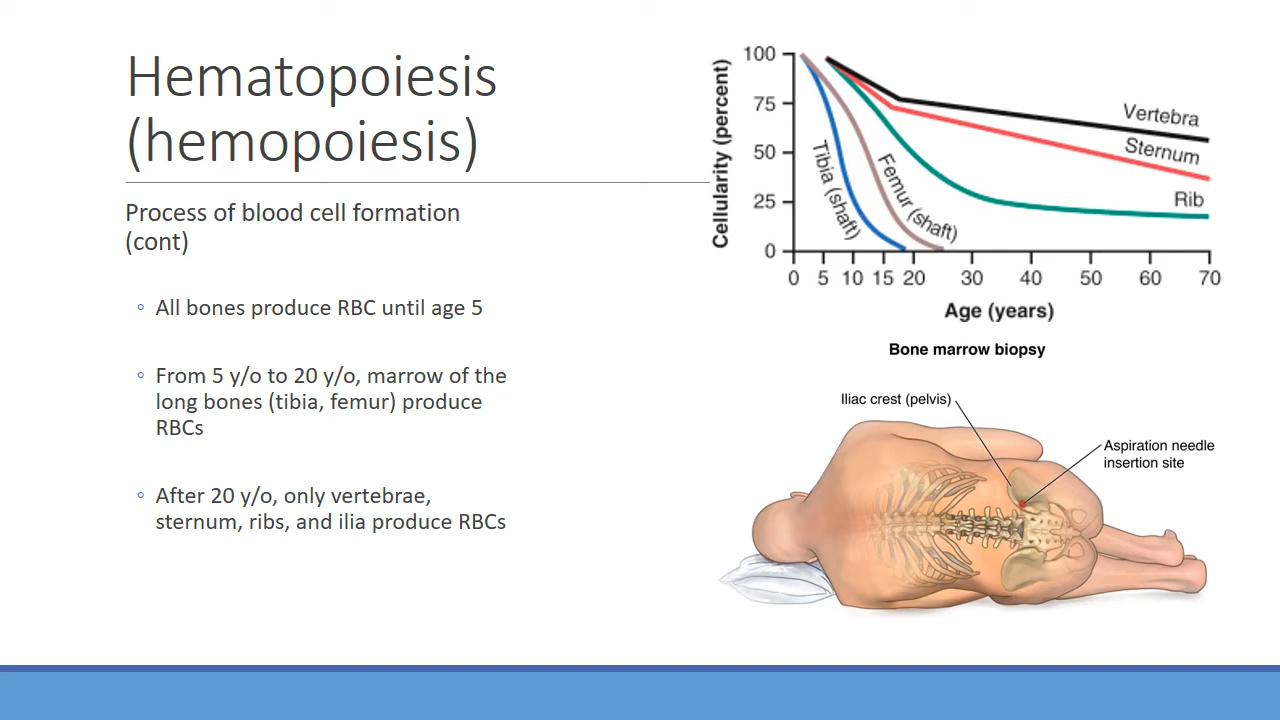 Hematopoiesis
(hemopoiesis)
Process of blood cell formation
(cont)
◦ All bones produce RBC until age 5
◦ From 5 y/o to 20 y/o, marrow of the
long bones (tibia, femur) produce
RBCs
◦ After 20 y/o, only vertebrae,
sternum, ribs, and ilia produce RBCs
Cellularity (percent)
100
75
50
25
0
Vertebra
Sternum
Rib
Tibia (shaft)
Femur (shaft)
0 5 10 15 20 30 40 50 60 70
Age (years)
Bone marrow biopsy
Iliac crest (pelvis)
Aspiration needle
insertion site